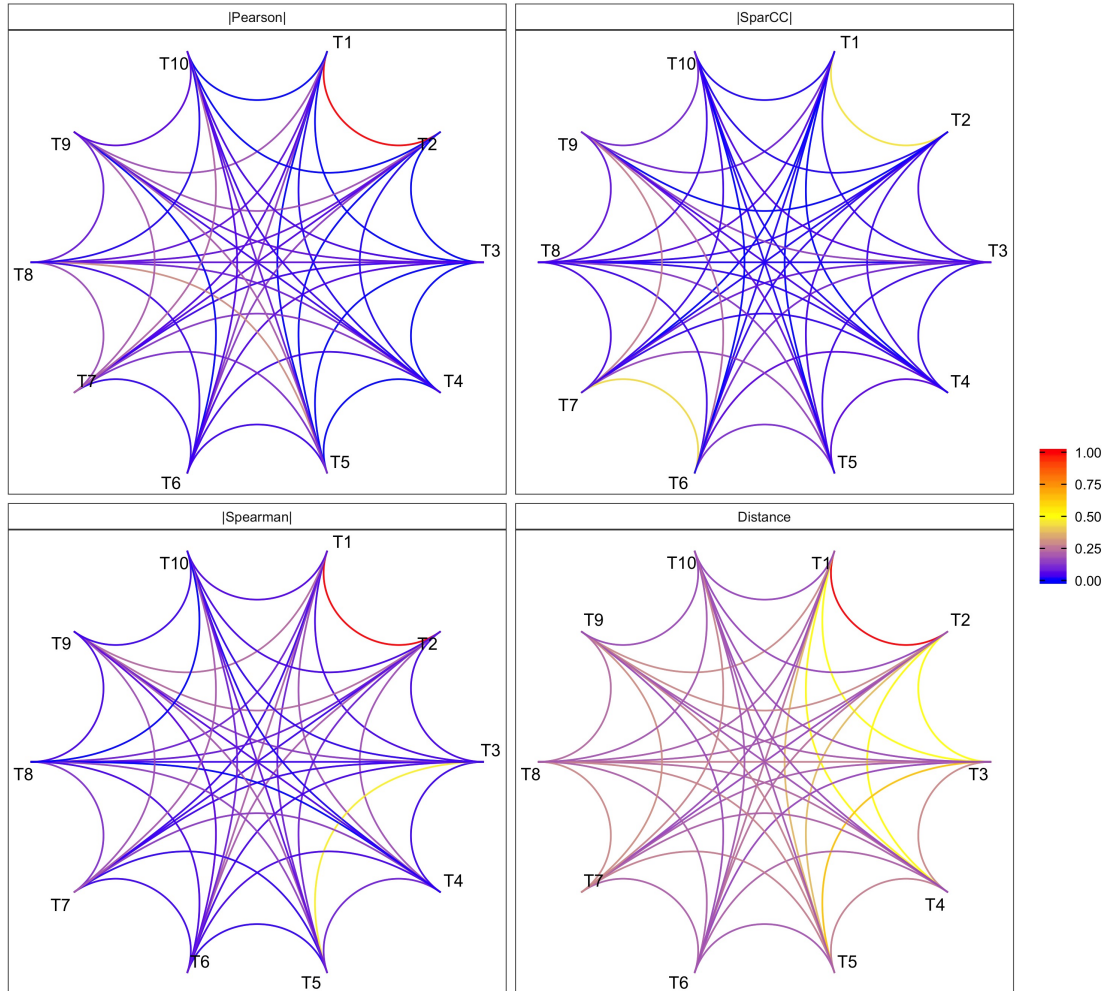 |Pearson|
T1
T10
T2
T9
T3
T8
T4
T7
T5
T6
|SparCC|
T1
T10
T2
T9
T3
T8
T4
T7
T5
T6
1.00
0.75
0.50
0.25
0.00
|Spearman|
T1
T10
T2
T9
T3
T8
T4
T7
T6
T5
Distance
T1
T10
T2
T9
T3
T8
T7
T4
T5
T6